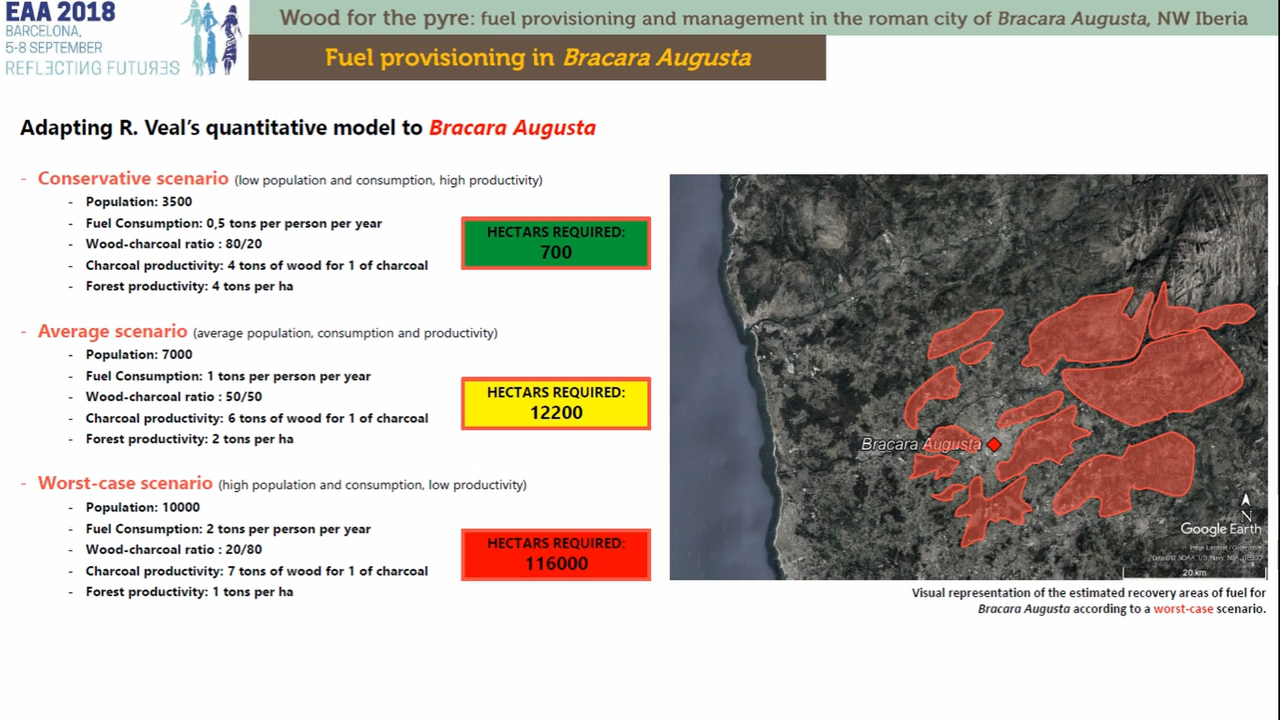 EAA 2018
BARCELONA,
5-8 SEPTEMBER
REFLECTING FUTURES
Wood for the pyre: fuel provisioning and management in the roman city of Bracara Augusta, NW Iberia
Fuel provisioning in Bracara Augusta
Adapting R. Veal's quantitative model to Bracara Augusta
- Conservative scenario (low population and consumption, high productivity)
- Population: 3500
- Fuel Consumption: 0,5 tons per person per year
- Wood-charcoal ratio : 80/20
- Charcoal productivity: 4 tons of wood for 1 of charcoal
- Forest productivity: 4 tons per ha
HECTARS REQUIRED:
700
- Average scenario (average population, consumption and productivity)
- Population: 7000
- Fuel Consumption: 1 tons per person per year
- Wood-charcoal ratio : 50/50
- Charcoal productivity: 6 tons of wood for 1 of charcoal
- Forest productivity: 2 tons per ha
HECTARS REQUIRED:
12200
- Worst-case scenario (high population and consumption, low productivity)
- Population: 10000
- Fuel Consumption: 2 tons per person per year
- Wood-charcoal ratio : 20/80
- Charcoal productivity: 7 tons of wood for 1 of charcoal
- Forest productivity: 1 tons per ha
HECTARS REQUIRED:
116000
Bracara Augusta
N
Google Earth
20 km
Visual representation of the estimated recovery areas of fuel for
Bracara Augusta according to a worst-case scenario.